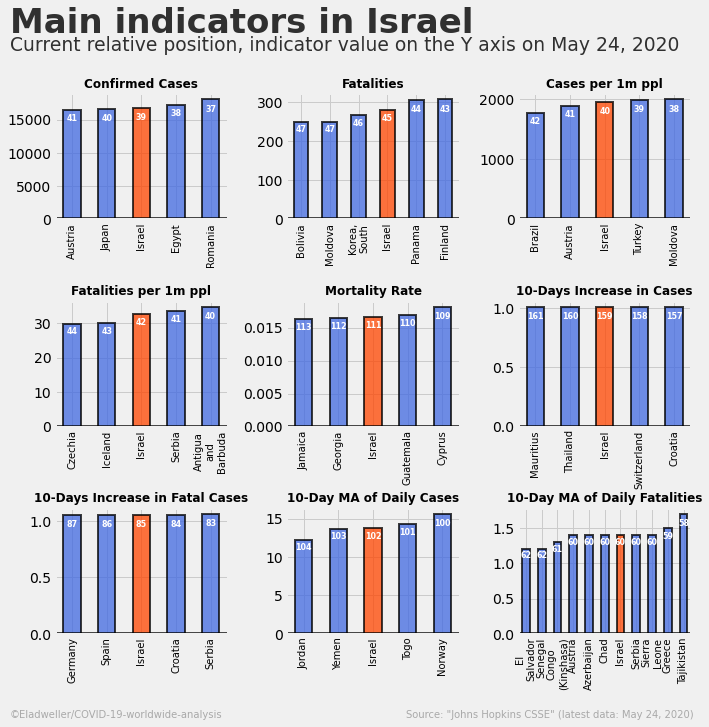 Main indicators in Israel
Current relative position, indicator value on the Y axis on May 24, 2020
Confirmed Cases
15000
10000
5000
0
41
40
39
38
37
Austria
Japan
Israel
Egypt
Romania
Fatalities
300
200
100
0
47
47
46
45
44
43
Bolivia
Moldova
Korea,
South
Israel
Panama
Finland
Cases per 1m ppl
2000
1000
0
42
41
40
39
38
Brazil
Austria
Israel
Turkey
Moldova
Fatalities per 1m ppl
30
20
10
0
44
43
42
41
40
Czechia
Iceland
Israel
Serbia
Antigua
and
Barbuda
Mortality Rate
0.015
0.010
0.005
0.000
113
112
111
110
109
Jamaica
Georgia
Israel
Guatemala
Cyprus
10-Days Increase in Cases
1.0
0.5
0.0
161
160
159
158
157
Mauritius
Thailand
Israel
Switzerland
Croatia
10-Days Increase in Fatal Cases
1.0
0.5
0.0
87
86
85
84
83
Germany
Spain
Israel
Croatia
Serbia
10-Day MA of Daily Cases
15
10
5
0
104
103
102
101
100
Jordan
Yemen
Israel
Togo
Norway
10-Day MA of Daily Fatalities
1.5
1.0
0.5
0.0
62
62
61
60
60
60
60
60
60
59
58
El
Salvador
Senegal
Congo
(Kinshasa)
Austria
Azerbaijan
Chad
Israel
Serbia
Sierra
Leone
Greece
Tajikistan
©Eladweller/COVID-19-worldwide-analysis
Source: "Johns Hopkins CSSE" (latest data: May 24, 2020)